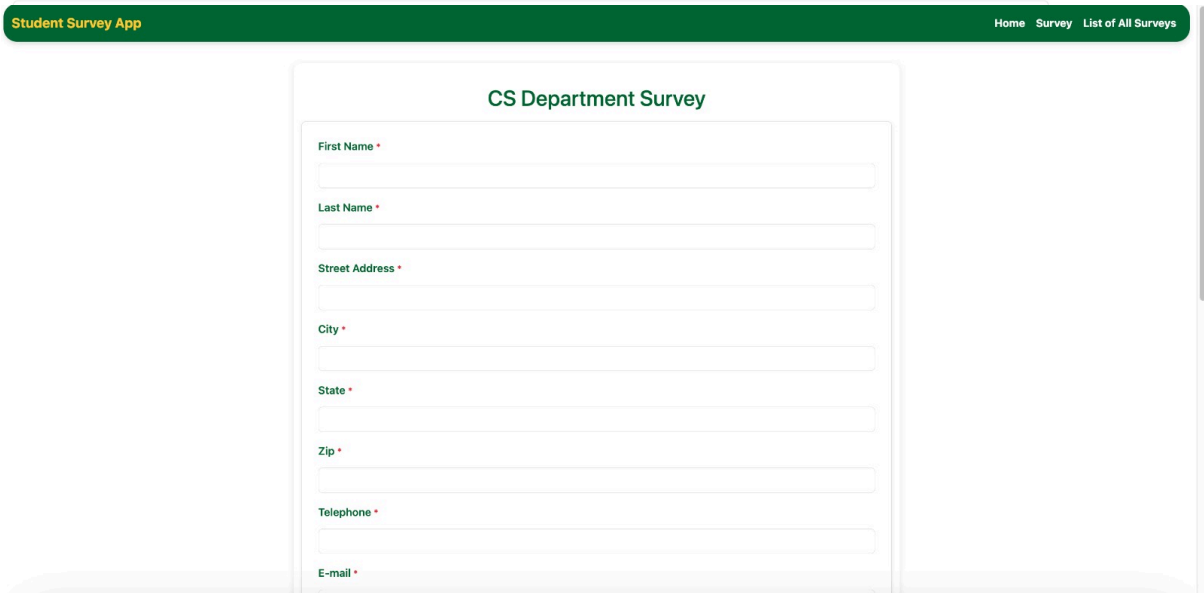 Student Survey App
Home Survey List of All Surveys
CS Department Survey
First Name *
Last Name *
Street Address *
City *
State *
Zip *
Telephone *
E-mail *